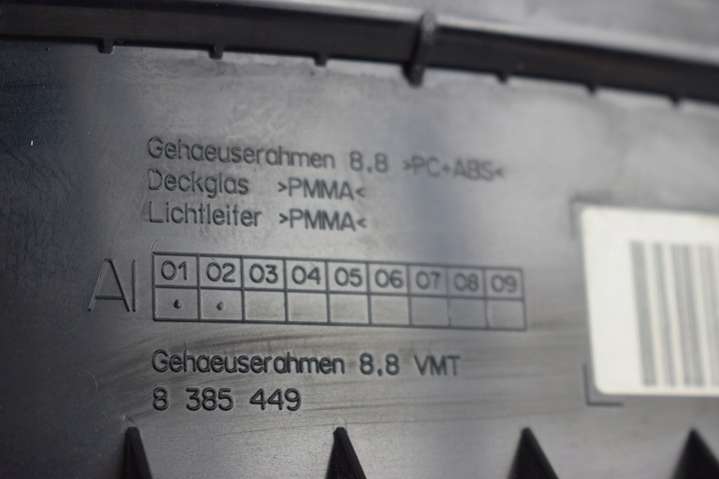 Gehaeuserahmen 8.8 >PC+ABS<
Deckglas >PMMA<
Lichtleifer >PMMA<
AI 01 02 03 04 05 06 07 08 09
Gehaeuserahmen 8.8 VMT
8 385 449